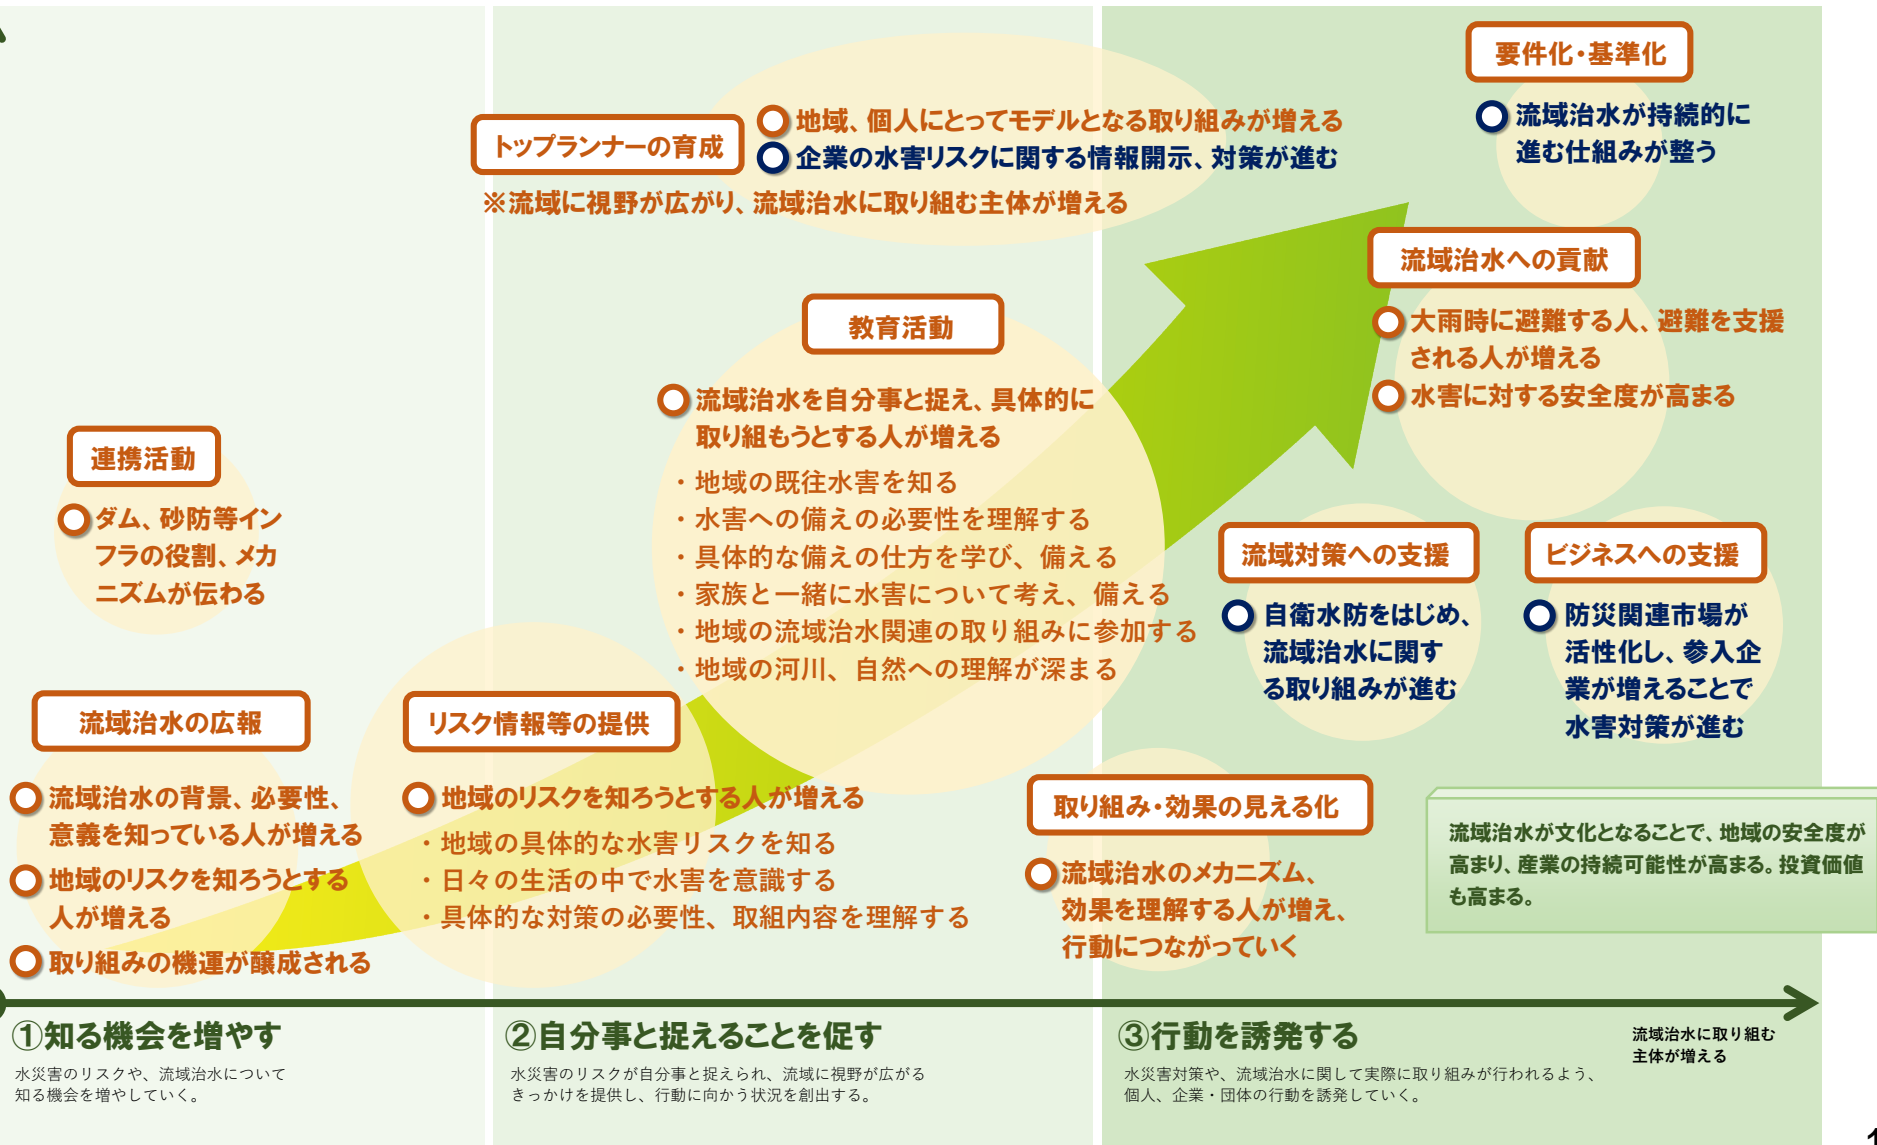 要件化・基準化
流域治水が持続的に
進む仕組みが整う
トップランナーの育成
地域、個人にとってモデルとなる取り組みが増える
企業の水害リスクに関する情報開示、対策が進む
※流域に視野が広がり、流域治水に取り組む主体が増える
流域治水への貢献
大雨時に避難する人、避難を支援
される人が増える
水害に対する安全度が高まる
教育活動
流域治水を自分事と捉え、具体的に
取り組もうとする人が増える
・地域の既往水害を知る
・水害への備えの必要性を理解する
・具体的な備えの仕方を学び、備える
・家族と一緒に水害について考え、備える
・地域の流域治水関連の取り組みに参加する
・地域の河川、自然への理解が深まる
連携活動
ダム、砂防等イン
フラの役割、メカ
ニズムが伝わる
流域対策への支援
自衛水防をはじめ、
流域治水に関す
る取り組みが進む
ビジネスへの支援
防災関連市場が
活性化し、参入企
業が増えることで
水害対策が進む
流域治水の広報
流域治水の背景、必要性、
意義を知っている人が増える
地域のリスクを知ろうとする
人が増える
取り組みの機運が醸成される
リスク情報等の提供
地域のリスクを知ろうとする人が増える
・地域の具体的な水害リスクを知る
・日々の生活の中で水害を意識する
・具体的な対策の必要性、取組内容を理解する
取り組み・効果の見える化
流域治水のメカニズム、
効果を理解する人が増え、
行動につながっていく
流域治水が文化となることで、地域の安全度が
高まり、産業の持続可能性が高まる。投資価値
も高まる。
①知る機会を増やす
水災害のリスクや、流域治水について
知る機会を増やしていく。
②自分事と捉えることを促す
水災害のリスクが自分事と捉えられ、流域に視野が広がる
きっかけを提供し、行動に向かう状況を創出する。
③行動を誘発する
水災害対策や、流域治水に関して実際に取り組みが行われるよう、
個人、企業・団体の行動を誘発していく。
流域治水に取り組む
主体が増える